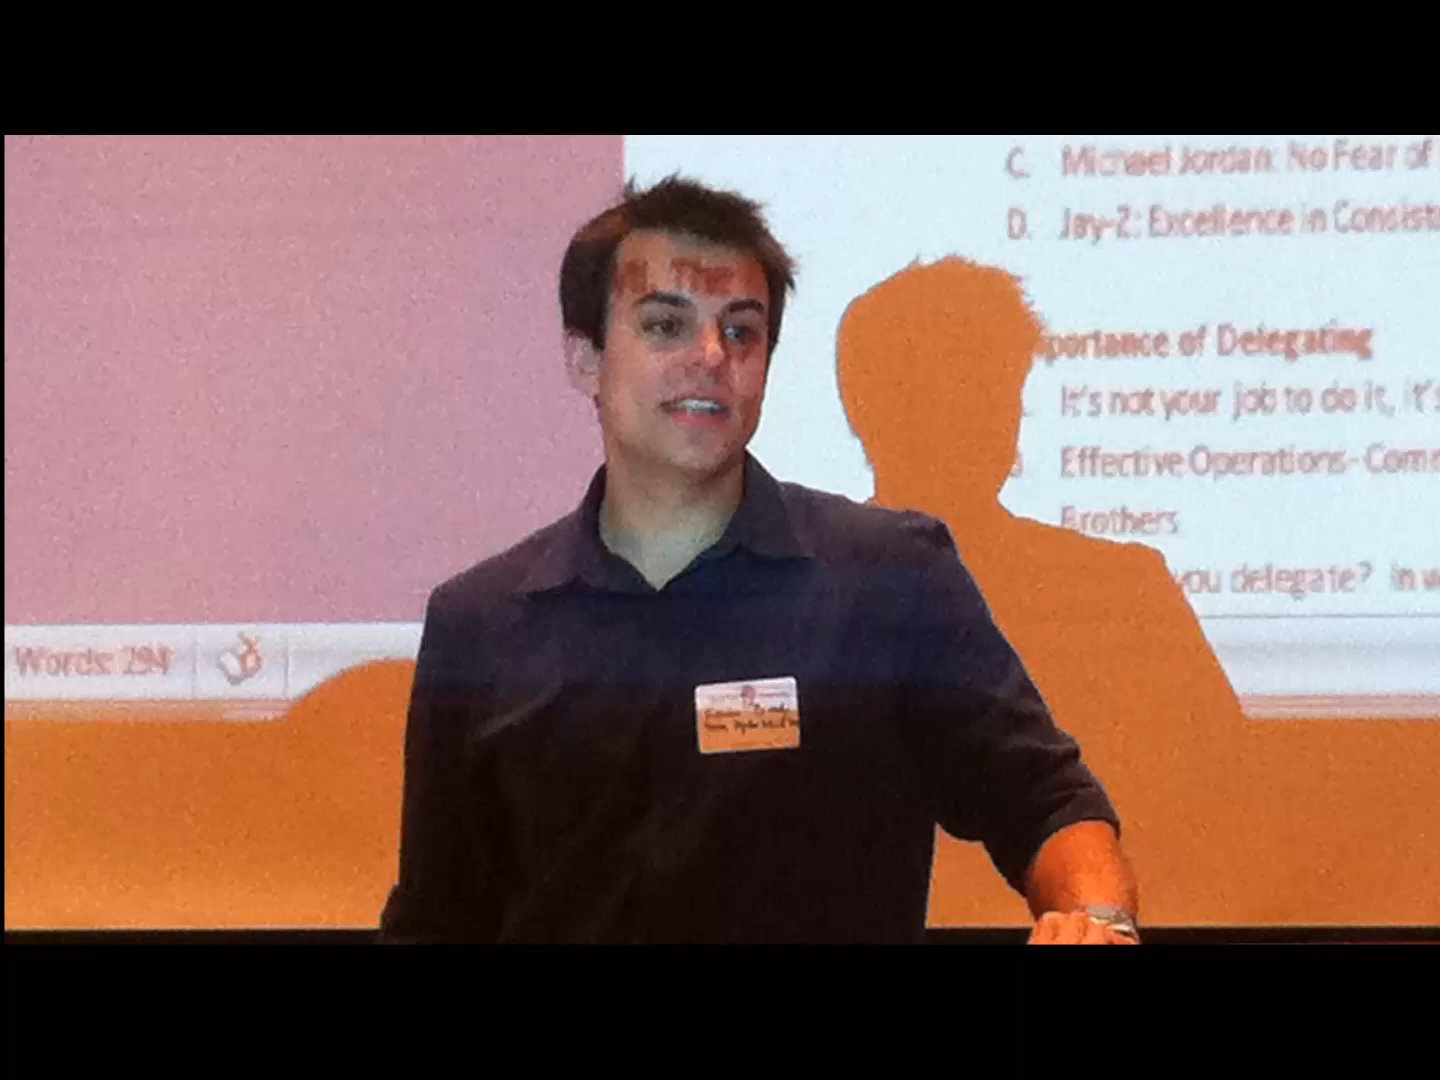 C. Michael Jordan: No Fear of
D. Jay-Z: Excellence in Consist
portance of Delegating
It's not your job to do it, it's
Effective Operations- Com
Brothers
you delegate? In w
Words: 294